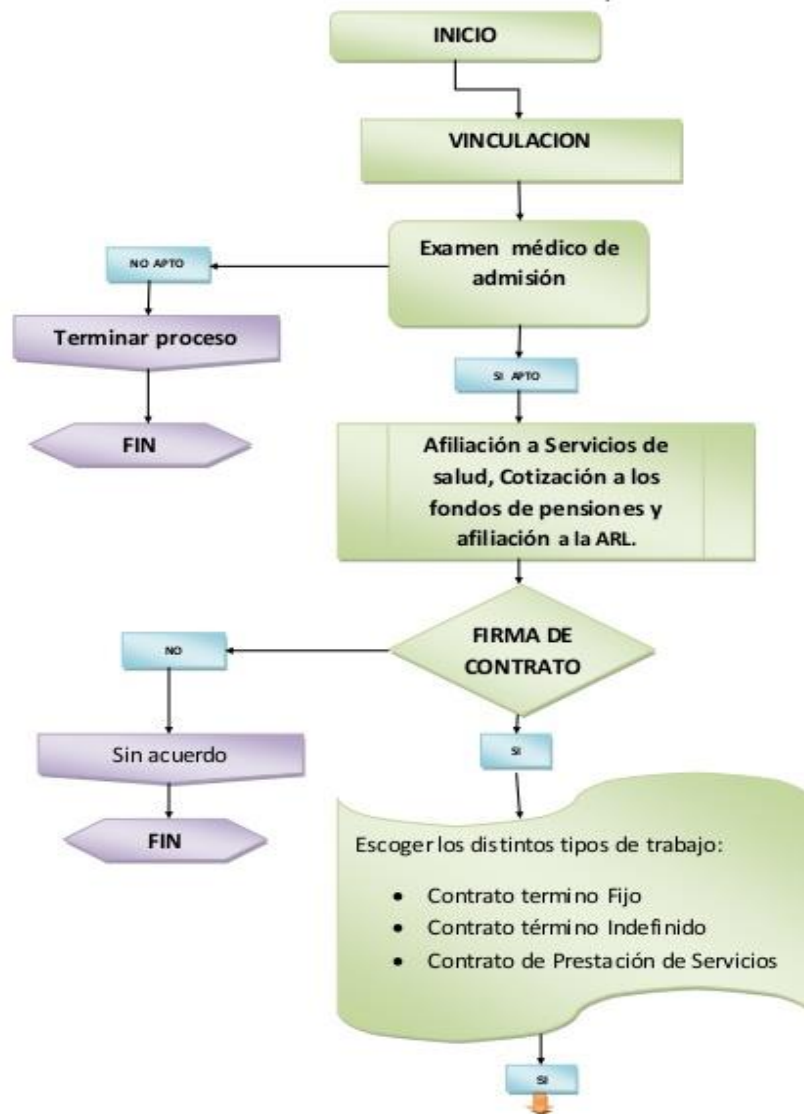 INICIO
VINCULACION
Examen médico de
admisión
NO APTO
Terminar proceso
SI APTO
FIN
Afiliación a Servicios de
salud, Cotización a los
fondos de pensiones y
afiliación a la ARL.
FIRMA DE
CONTRATO
NO
Sin acuerdo
SI
FIN
Escoger los distintos tipos de trabajo:
• Contrato termino Fijo
• Contrato término Indefinido
• Contrato de Prestación de Servicios
SI